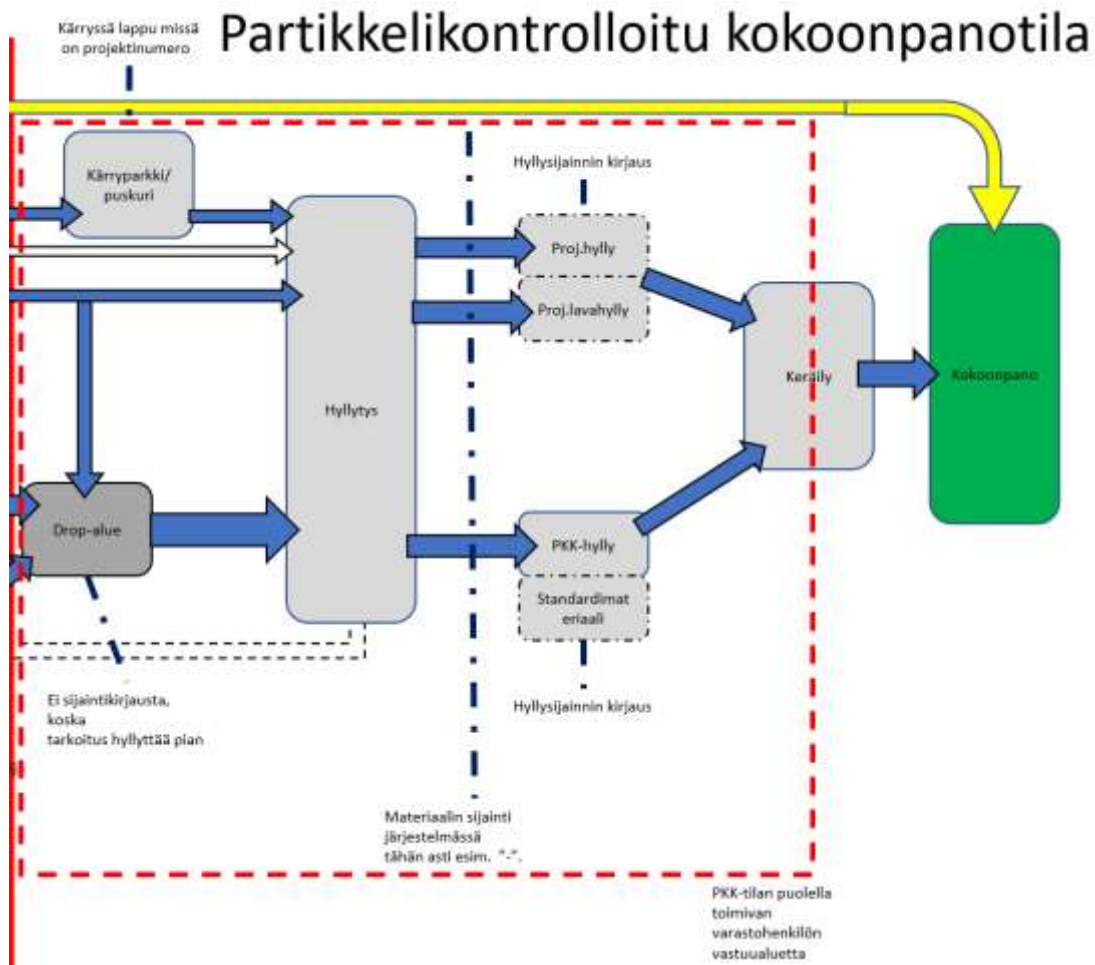 Kärryssä lappu missä
on projektinumero
Partikkelikontrolloitu kokoonpanotila
Kärryparkki/
puskuri
Hyllysijainnin kirjaus
Proj.hylly
Proj.lavahylly
Keräily
Kokoonpano
Hyllytys
Drop-alue
PKK-hylly
Standardimat
eriaali
Ei sijaintikirjausta,
koska
tarkoitus hyllyttää pian
Hyllysijainnin kirjaus
Materiaalin sijainti
järjestelmässä
tähän asti esim. "-".
PKK-tilan puolella
toimivan
varastohenkilön
vastuualuetta